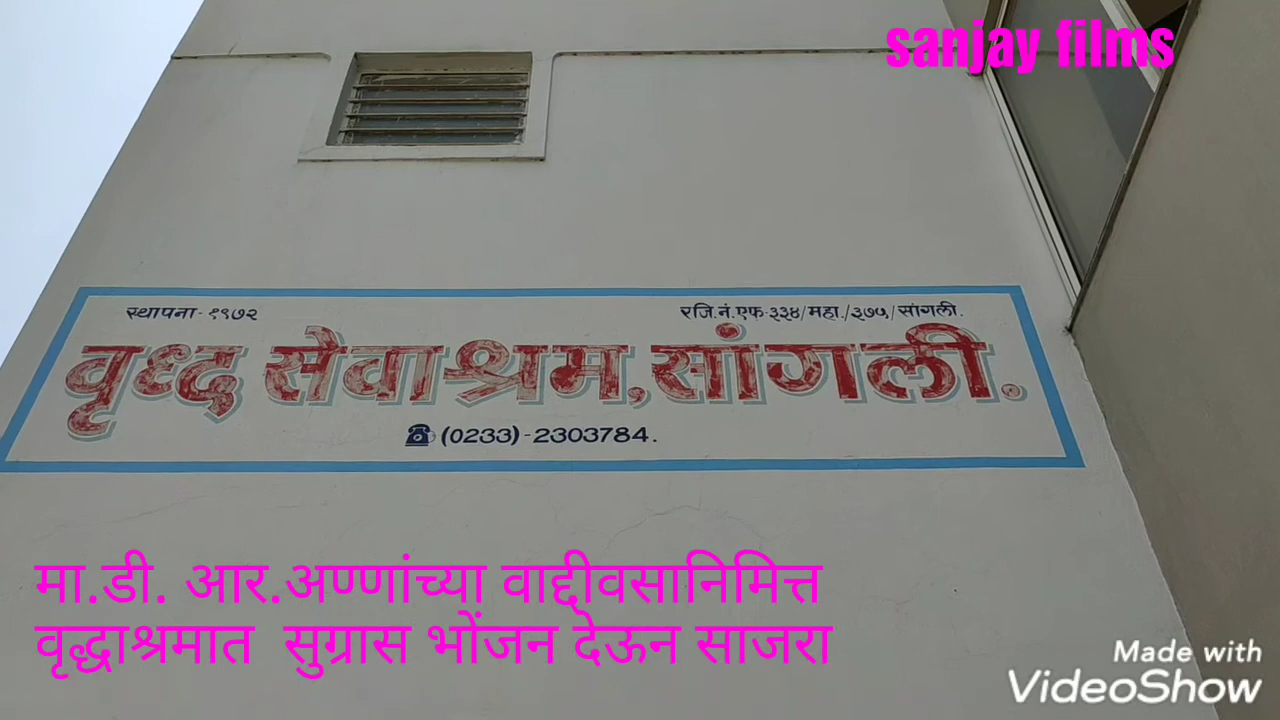 sanjay films
स्थापना - १९७२
रजि.नं.एफ-३३४/महा./३७५/सांगली.
वृध्द सेवाश्रम,सांगली.
☎ (0233)-2303784.
मा.डी. आर.अण्णांच्या वाद्दीवसानिमित्त
वृद्धाश्रमात सुग्रास भोंजन देऊन साजरा
Made with
VideoShow